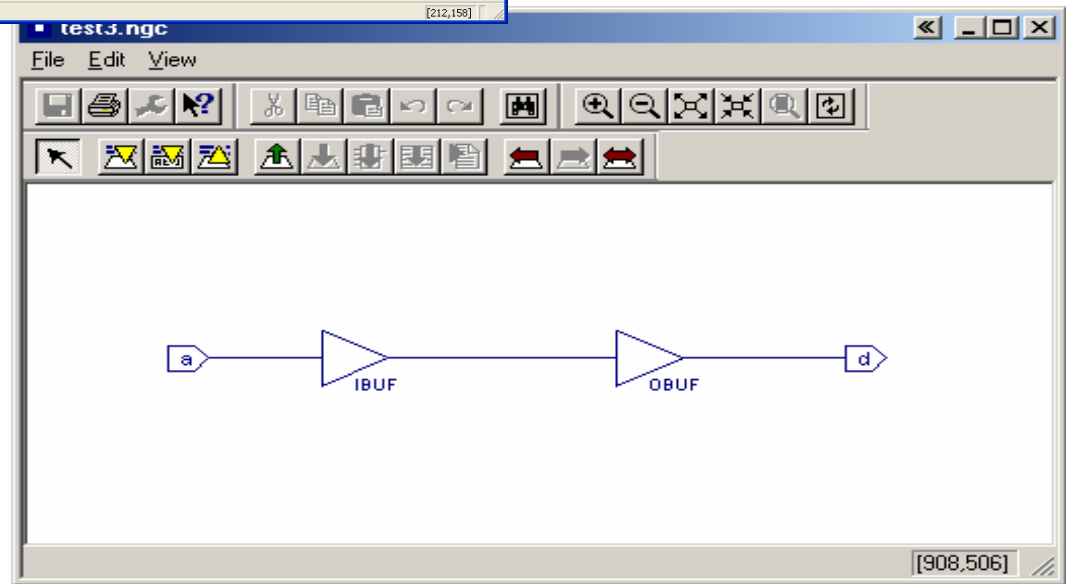 [212,158]
test3.ngc
File Edit View
a
IBUF
OBUF
d
[908,506]